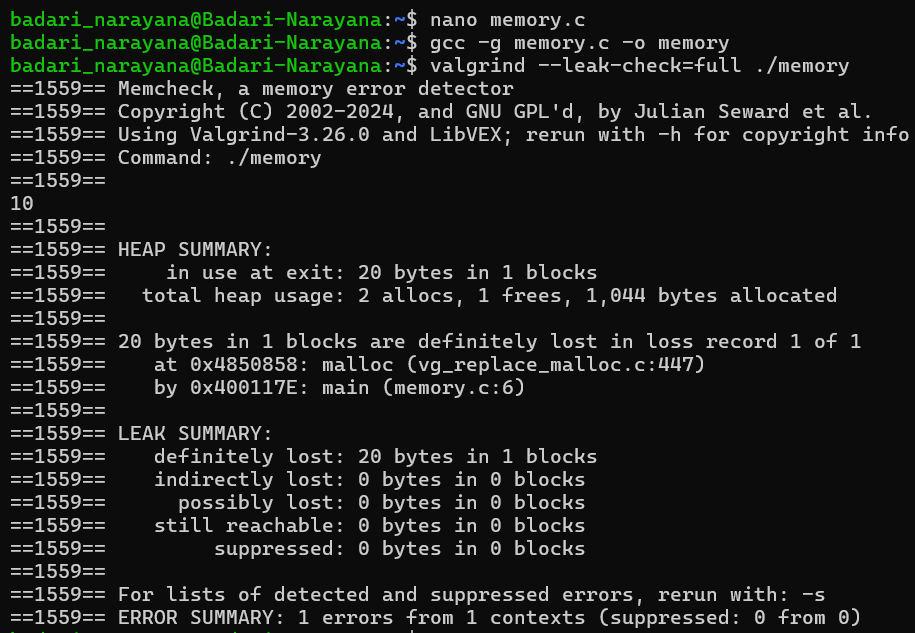 badari_narayana@Badari-Narayana:~$ nano memory.c
badari_narayana@Badari-Narayana:~$ gcc -g memory.c -o memory
badari_narayana@Badari-Narayana:~$ valgrind --leak-check=full ./memory
==1559== Memcheck, a memory error detector
==1559== Copyright (C) 2002-2024, and GNU GPL'd, by Julian Seward et al.
==1559== Using Valgrind-3.26.0 and LibVEX; rerun with -h for copyright info
==1559== Command: ./memory
==1559==
10
==1559==
==1559== HEAP SUMMARY:
==1559==     in use at exit: 20 bytes in 1 blocks
==1559==   total heap usage: 2 allocs, 1 frees, 1,044 bytes allocated
==1559==
==1559== 20 bytes in 1 blocks are definitely lost in loss record 1 of 1
==1559==    at 0x4850858: malloc (vg_replace_malloc.c:447)
==1559==    by 0x400117E: main (memory.c:6)
==1559==
==1559== LEAK SUMMARY:
==1559==    definitely lost: 20 bytes in 1 blocks
==1559==    indirectly lost: 0 bytes in 0 blocks
==1559==      possibly lost: 0 bytes in 0 blocks
==1559==    still reachable: 0 bytes in 0 blocks
==1559==         suppressed: 0 bytes in 0 blocks
==1559==
==1559== For lists of detected and suppressed errors, rerun with: -s
==1559== ERROR SUMMARY: 1 errors from 1 contexts (suppressed: 0 from 0)